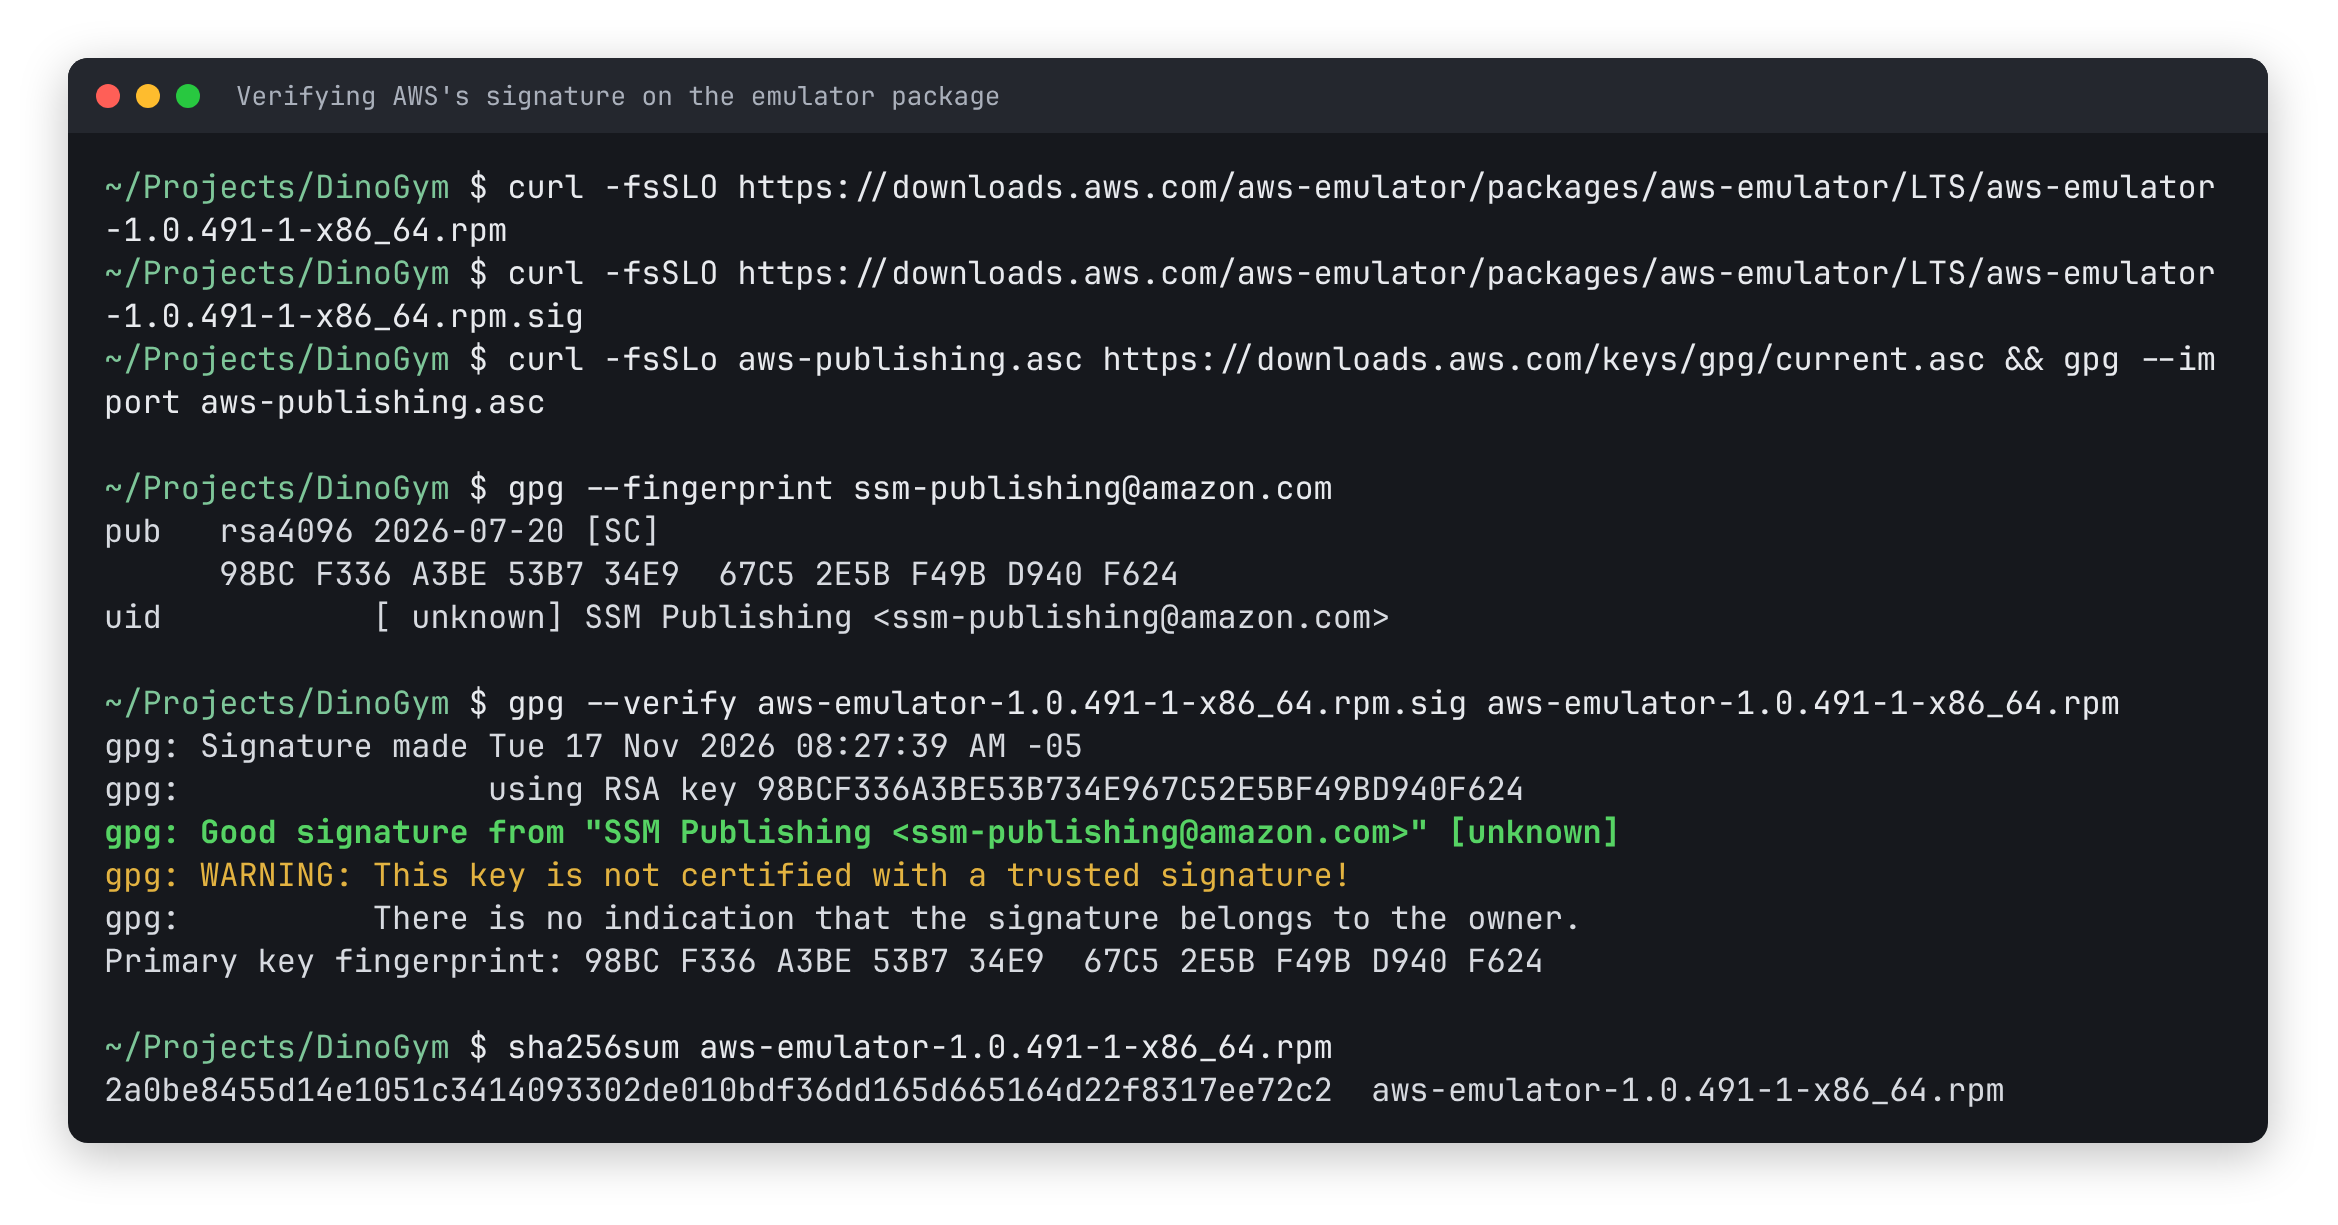 Verifying AWS's signature on the emulator package
~/Projects/DinoGym $ curl -fsSLO https://downloads.aws.com/aws-emulator/packages/aws-emulator/LTS/aws-emulator
-1.0.491-1-x86_64.rpm
~/Projects/DinoGym $ curl -fsSLO https://downloads.aws.com/aws-emulator/packages/aws-emulator/LTS/aws-emulator
-1.0.491-1-x86_64.rpm.sig
~/Projects/DinoGym $ curl -fsSLo aws-publishing.asc https://downloads.aws.com/keys/gpg/current.asc && gpg --im
port aws-publishing.asc
~/Projects/DinoGym $ gpg --fingerprint ssm-publishing@amazon.com
pub   rsa4096 2026-07-20 [SC]
      98BC F336 A3BE 53B7 34E9  67C5 2E5B F49B D940 F624
uid           [ unknown] SSM Publishing <ssm-publishing@amazon.com>
~/Projects/DinoGym $ gpg --verify aws-emulator-1.0.491-1-x86_64.rpm.sig aws-emulator-1.0.491-1-x86_64.rpm
gpg: Signature made Tue 17 Nov 2026 08:27:39 AM -05
gpg:                using RSA key 98BCF336A3BE53B734E967C52E5BF49BD940F624
gpg: Good signature from "SSM Publishing <ssm-publishing@amazon.com>" [unknown]
gpg: WARNING: This key is not certified with a trusted signature!
gpg:          There is no indication that the signature belongs to the owner.
Primary key fingerprint: 98BC F336 A3BE 53B7 34E9  67C5 2E5B F49B D940 F624
~/Projects/DinoGym $ sha256sum aws-emulator-1.0.491-1-x86_64.rpm
2a0be8455d14e1051c3414093302de010bdf36dd165d665164d22f8317ee72c2  aws-emulator-1.0.491-1-x86_64.rpm